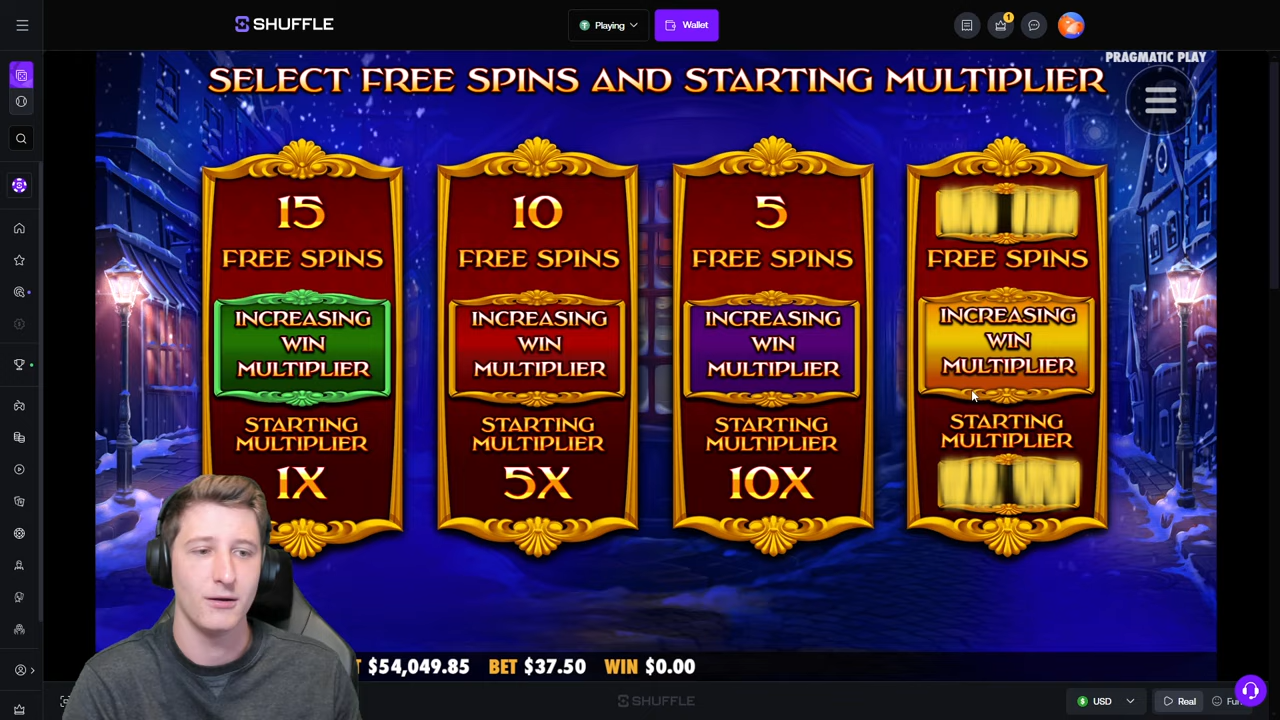 SHUFFLE
Playing
Wallet
1
PRAGMATIC PLAY
SELECT FREE SPINS AND STARTING MULTIPLIER
15
FREE SPINS
INCREASING
WIN
MULTIPLIER
STARTING
MULTIPLIER
1X
10
FREE SPINS
INCREASING
WIN
MULTIPLIER
STARTING
MULTIPLIER
5X
5
FREE SPINS
INCREASING
WIN
MULTIPLIER
STARTING
MULTIPLIER
10X
FREE SPINS
INCREASING
WIN
MULTIPLIER
STARTING
MULTIPLIER
$54,049.85 BET $37.50 WIN $0.00
SHUFFLE
USD
Real